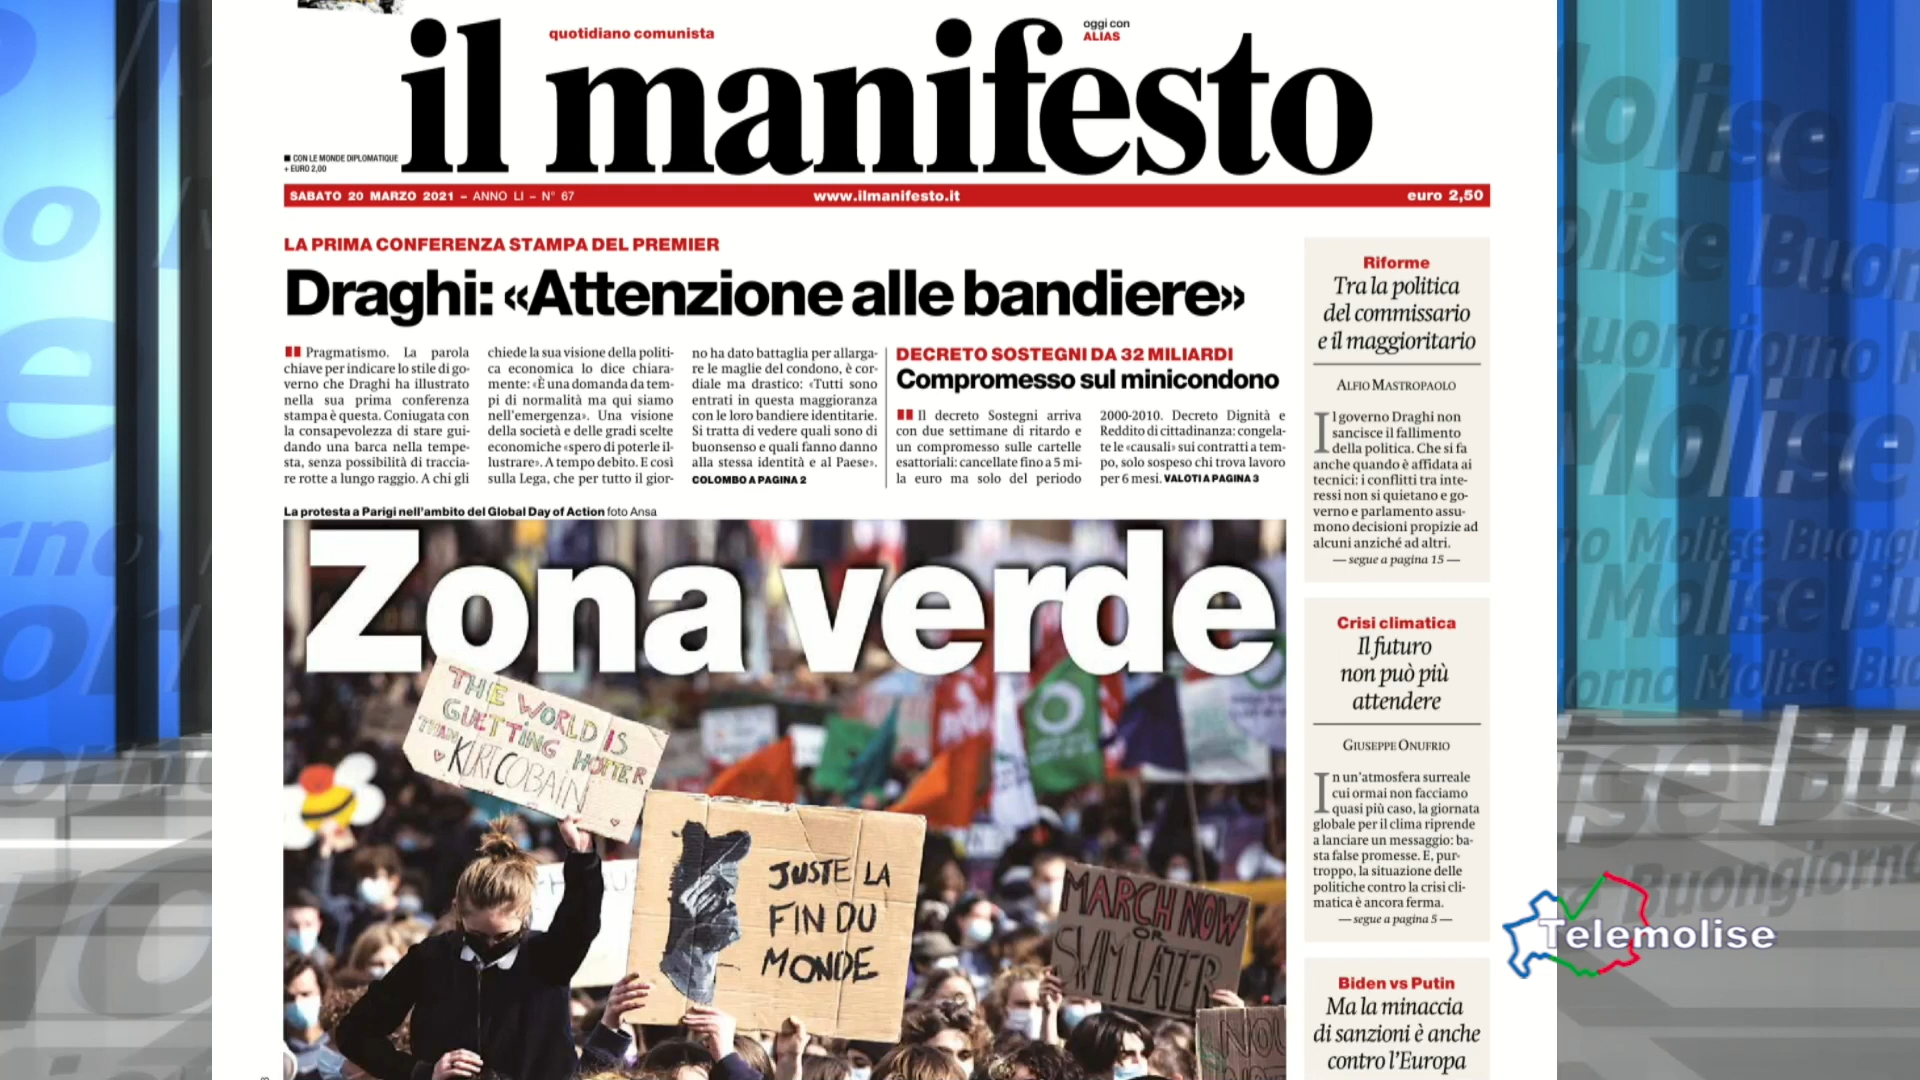 quotidiano comunista
oggi con
ALIAS
il manifesto
■ CON LE MONDE DIPLOMATIQUE
+ EURO 2,00
SABATO 20 MARZO 2021 – ANNO LI – N° 67
www.ilmanifesto.it
euro 2,50
LA PRIMA CONFERENZA STAMPA DEL PREMIER
Draghi: «Attenzione alle bandiere»
Pragmatismo. La parola
chiave per indicare lo stile di go-
verno che Draghi ha illustrato
nella sua prima conferenza
stampa è questa. Coniugata con
la consapevolezza di stare gui-
dando una barca nella tempe-
sta, senza possibilità di traccia-
re rotte a lungo raggio. A chi gli
chiede la sua visione della politi-
ca economica lo dice chiara-
mente: «È una domanda da tem-
pi di normalità ma qui siamo
nell'emergenza». Una visione
della società e delle gradi scelte
economiche «spero di poterle il-
lustrare». A tempo debito. E così
sulla Lega, che per tutto il gior-
no ha dato battaglia per allarga-
re le maglie del condono, è cor-
diale ma drastico: «Tutti sono
entrati in questa maggioranza
con le loro bandiere identitarie.
Si tratta di vedere quali sono di
buonsenso e quali fanno danno
alla stessa identità e al Paese».
COLOMBO A PAGINA 2
DECRETO SOSTEGNI DA 32 MILIARDI
Compromesso sul minicondono
Il decreto Sostegni arriva
con due settimane di ritardo e
un compromesso sulle cartelle
esattoriali: cancellate fino a 5 mi-
la euro ma solo del periodo
2000-2010. Decreto Dignità e
Reddito di cittadinanza: congela-
te le «causali» sui contratti a tem-
po, solo sospeso chi trova lavoro
per 6 mesi. VALOTI A PAGINA 3
La protesta a Parigi nell'ambito del Global Day of Action foto Ansa
Zona verde
THE WORLD IS
GUETTING HOTTER
THAN
KURT COBAIN
JUSTE LA
FIN DU
MONDE
MARCH NOW
OR
SWIM LATER
NOU
Riforme
Tra la politica
del commissario
e il maggioritario
ALFIO MASTROPAOLO
Il governo Draghi non
sancisce il fallimento
della politica. Che si fa
anche quando è affidata ai
tecnici: i conflitti tra inte-
ressi non si quietano e go-
verno e parlamento assu-
mono decisioni propizie ad
alcuni anziché ad altri.
— segue a pagina 15 —
Crisi climatica
Il futuro
non può più
attendere
GIUSEPPE ONUFRIO
In un'atmosfera surreale
cui ormai non facciamo
quasi più caso, la giornata
globale per il clima riprende
a lanciare un messaggio: ba-
sta false promesse. E, pur-
troppo, la situazione delle
politiche contro la crisi cli-
matica è ancora ferma.
— segue a pagina 5 —
Biden vs Putin
Ma la minaccia
di sanzioni è anche
contro l'Europa
Telemolise